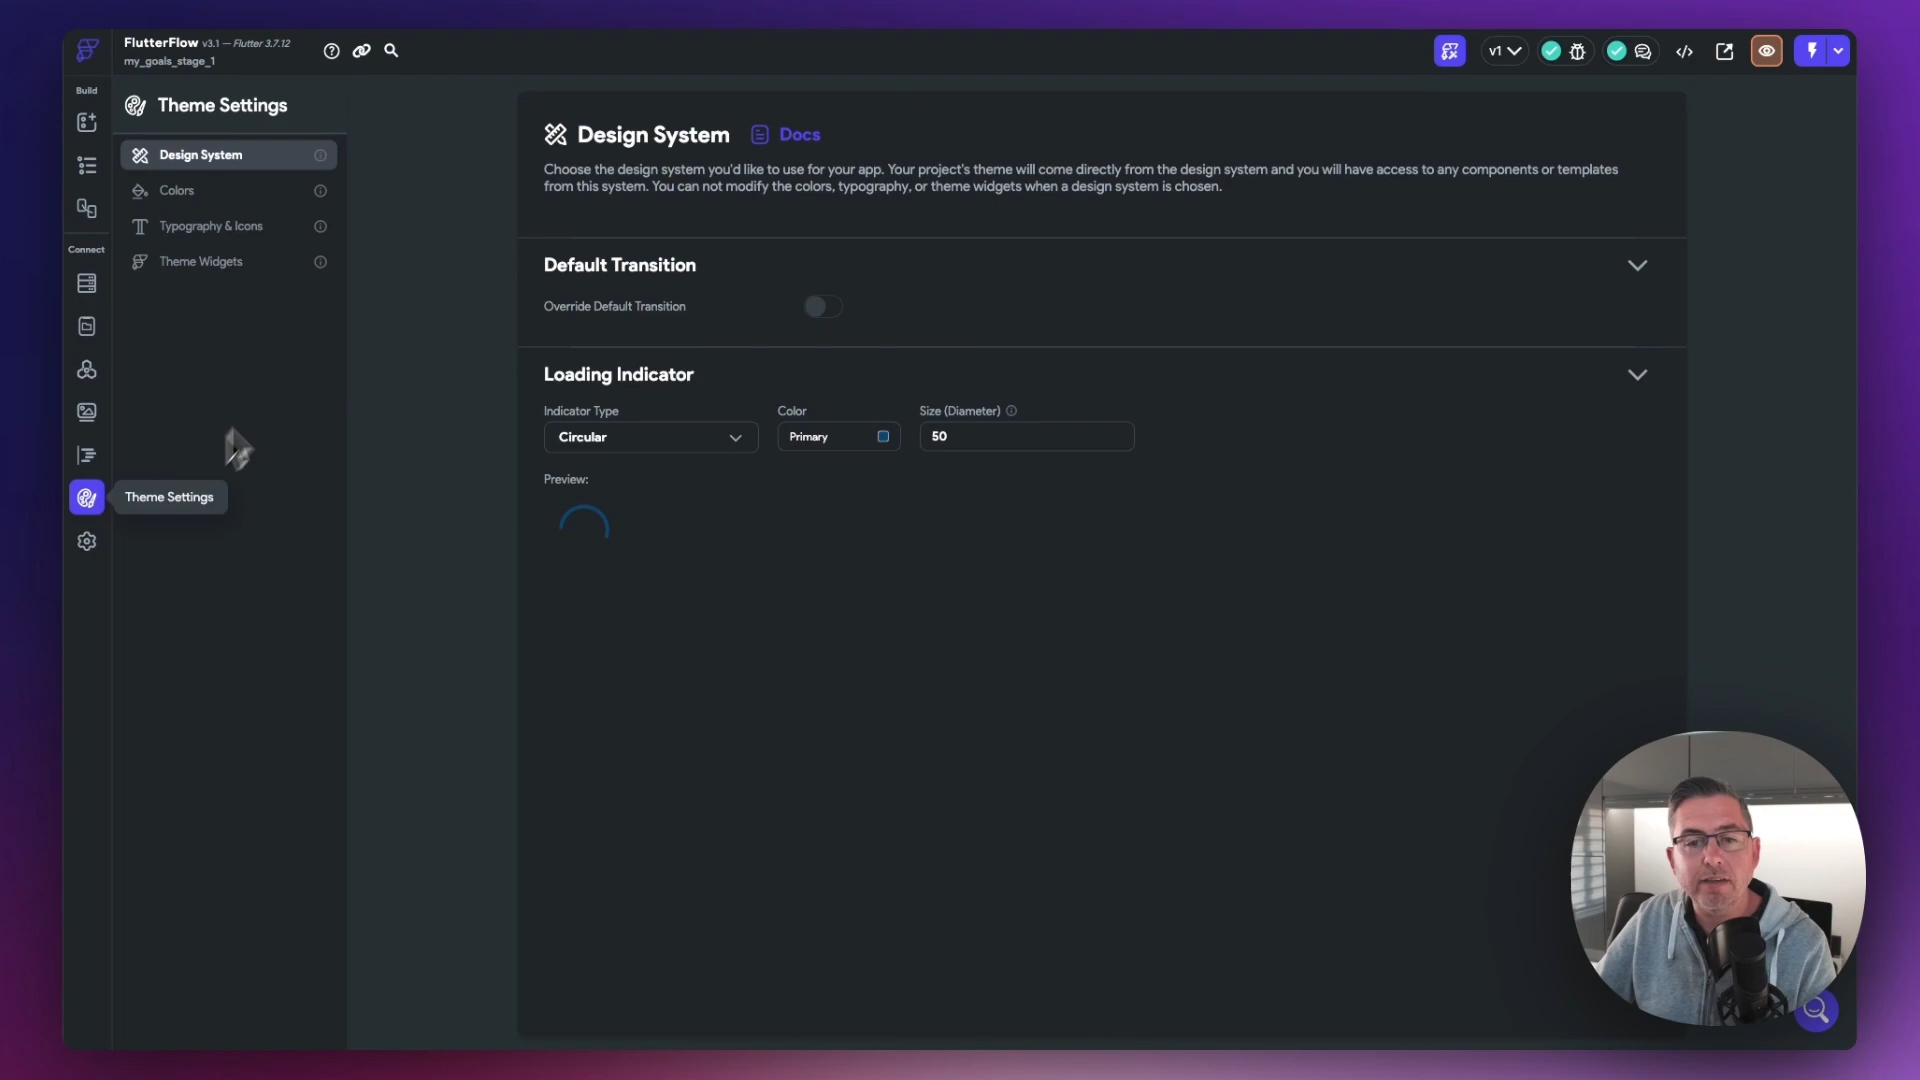 FlutterFlow v3.1 — Flutter 3.7.12
my_goals_stage_1
v1
Build
Theme Settings
Design System
Colors
Typography & Icons
Theme Widgets
Connect
Theme Settings
Design System Docs
Choose the design system you'd like to use for your app. Your project's theme will come directly from the design system and you will have access to any components or templates
from this system. You can not modify the colors, typography, or theme widgets when a design system is chosen.
Default Transition
Override Default Transition
Loading Indicator
Indicator Type Color Size (Diameter)
Circular Primary 50
Preview: